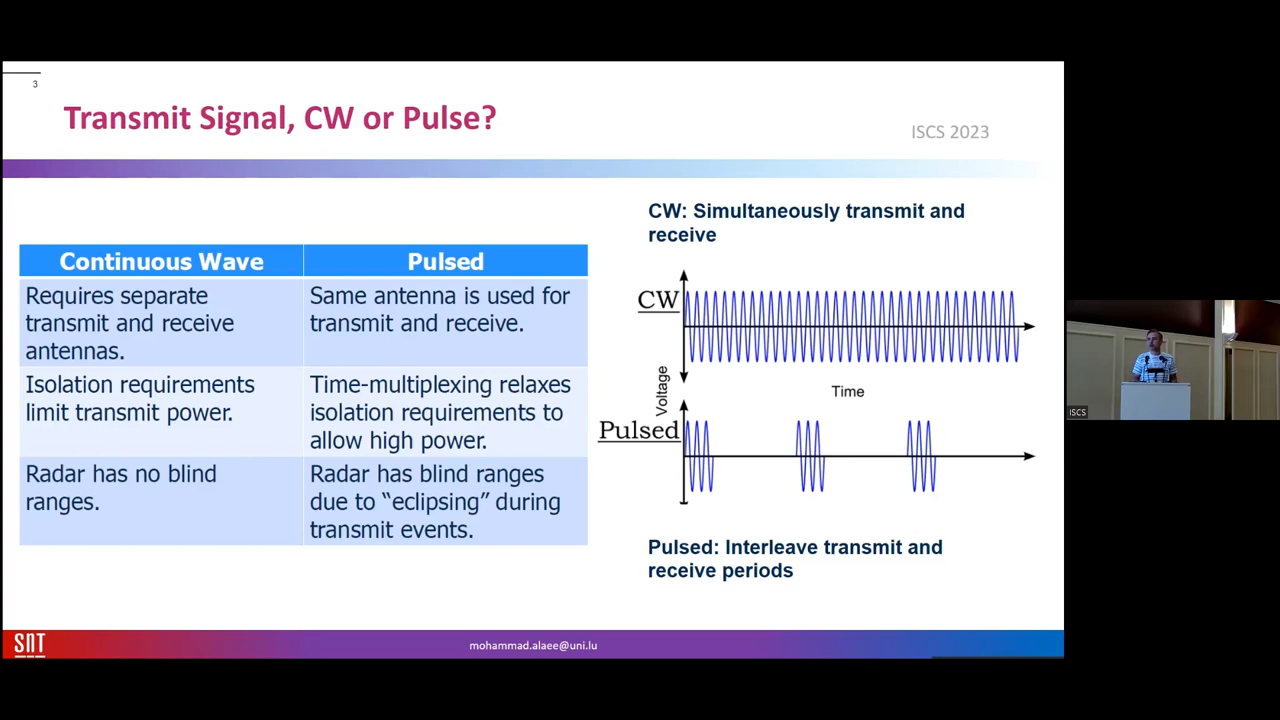 3
Transmit Signal, CW or Pulse?
ISCS 2023
Continuous Wave
Pulsed
Requires separate
transmit and receive
antennas.
Same antenna is used for
transmit and receive.
Isolation requirements
limit transmit power.
Time-multiplexing relaxes
isolation requirements to
allow high power.
Radar has no blind
ranges.
Radar has blind ranges
due to “eclipsing” during
transmit events.
CW: Simultaneously transmit and
receive
CW
Voltage
Time
Pulsed
Pulsed: Interleave transmit and
receive periods
SNT
mohammad.alaee@uni.lu
ISCS